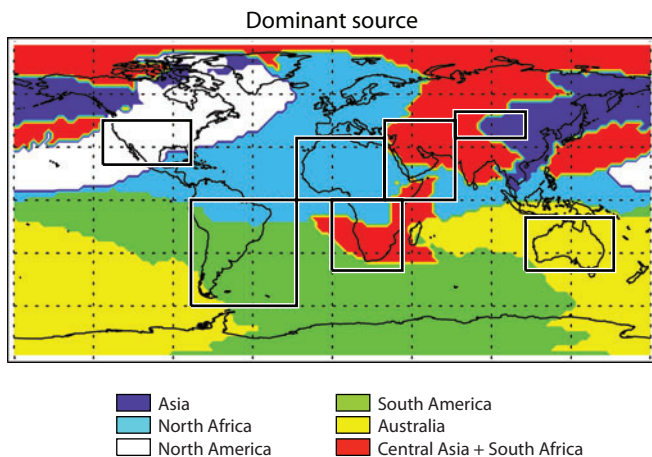 Dominant source
Asia
North Africa
North America
South America
Australia
Central Asia + South Africa